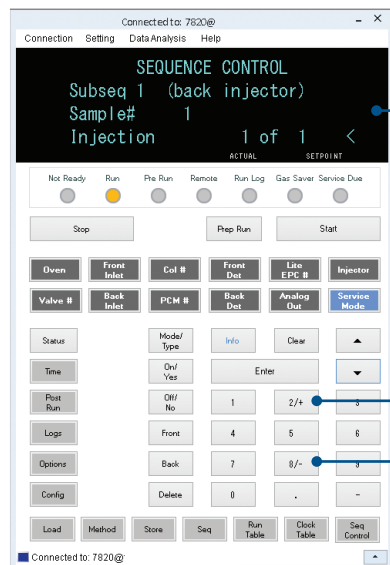 Connected to: 7820@
Connection Setting Data Analysis Help
SEQUENCE CONTROL
Subseq 1 (back injector)
Sample# 1
Injection 1 of 1 <
ACTUAL SETPOINT
Not Ready Run Pre Run Remote Run Log Gas Saver Service Due
Stop Prep Run Start
Oven Front Inlet Col # Front Det Lite EPC # Injector
Valve # Back Inlet PCM # Back Det Analog Out Service Mode
Status Mode/Type Info Clear
Time On/Yes Enter
Post Run Off/No 1 2/+ 3
Logs Front 4 5 6
Options Back 7 8/- 9
Config Delete 0 . -
Load Method Store Seq Run Table Clock Table Seq Control
Connected to: 7820@